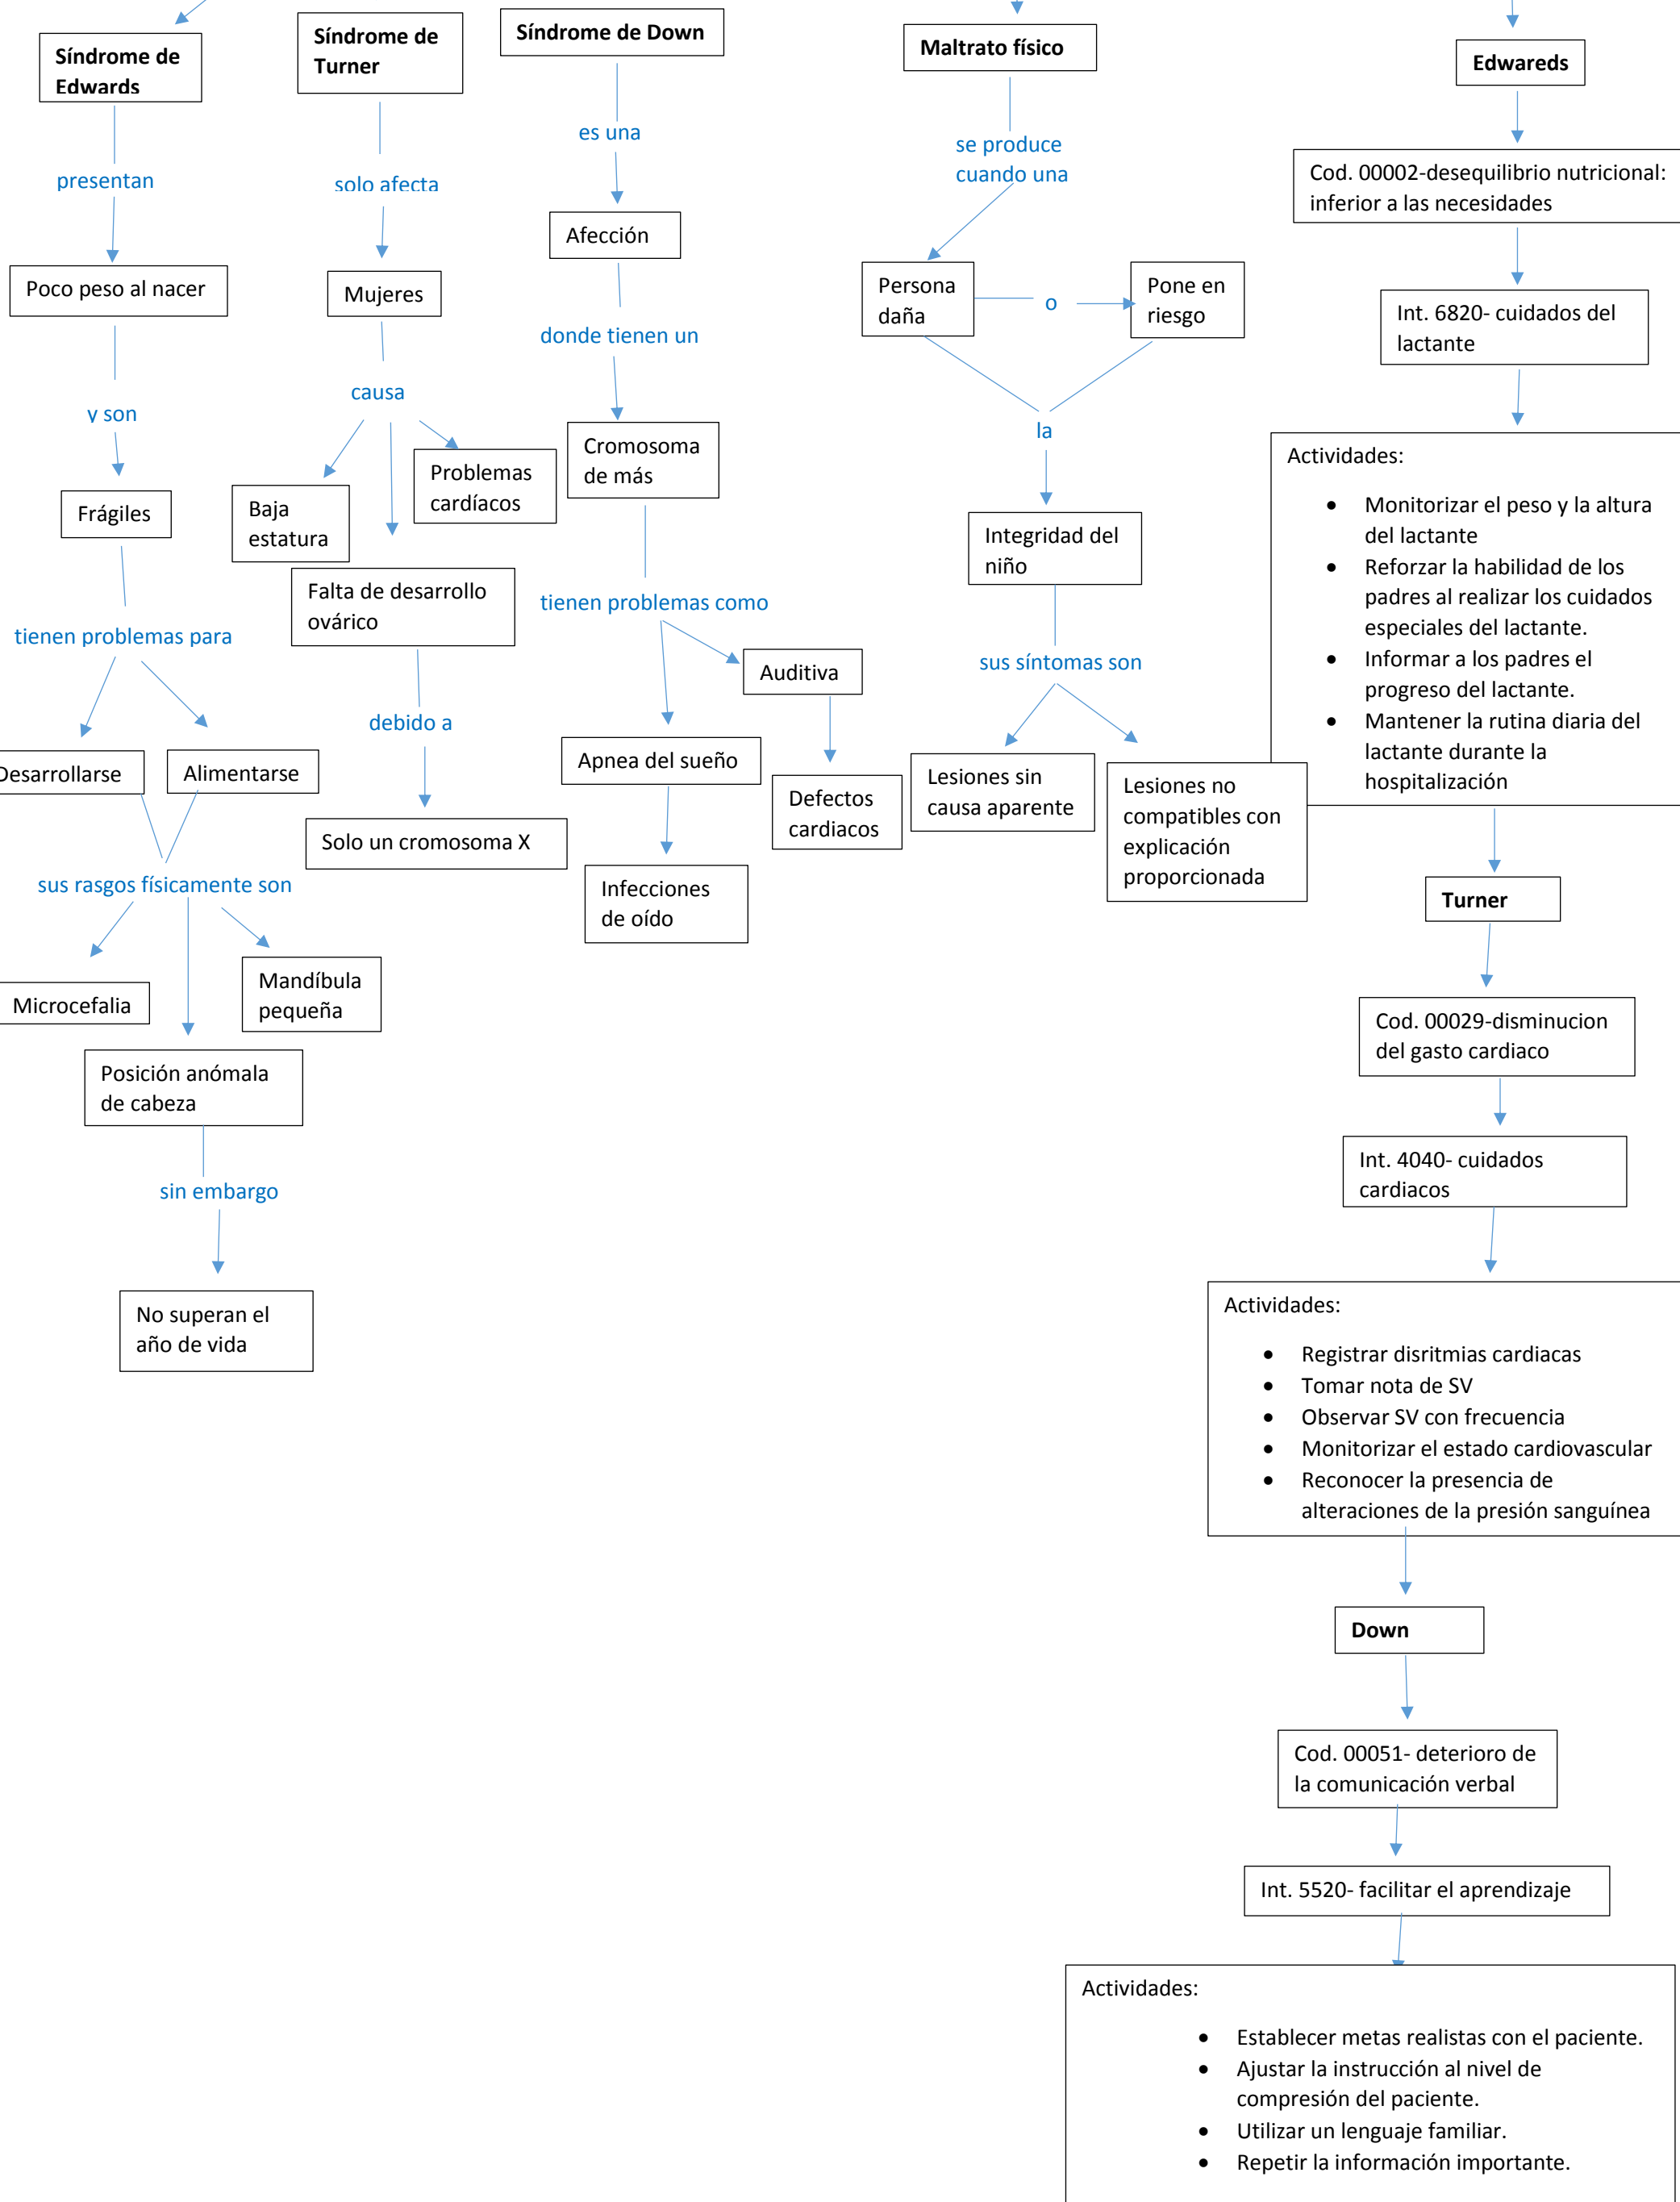 Síndrome de
Edwards
presentan
Poco peso al nacer
y son
Frágiles
tienen problemas para
Desarrollarse
Alimentarse
sus rasgos físicamente son
Microcefalia
Mandíbula
pequeña
Posición anómala
de cabeza
sin embargo
No superan el
año de vida
Síndrome de
Turner
solo afecta
Mujeres
causa
Baja
estatura
Problemas
cardíacos
Falta de desarrollo
ovárico
debido a
Solo un cromosoma X
Síndrome de Down
es una
Afección
donde tienen un
Cromosoma
de más
tienen problemas como
Auditiva
Apnea del sueño
Defectos
cardiacos
Infecciones
de oído
Maltrato físico
se produce
cuando una
Persona
daña
o
Pone en
riesgo
la
Integridad del
niño
sus síntomas son
Lesiones sin
causa aparente
Lesiones no
compatibles con
explicación
proporcionada
Edwareds
Cod. 00002-desequilibrio nutricional:
inferior a las necesidades
Int. 6820- cuidados del
lactante
Actividades:
• Monitorizar el peso y la altura
del lactante
• Reforzar la habilidad de los
padres al realizar los cuidados
especiales del lactante.
• Informar a los padres el
progreso del lactante.
• Mantener la rutina diaria del
lactante durante la
hospitalización
Turner
Cod. 00029-disminucion
del gasto cardiaco
Int. 4040- cuidados
cardiacos
Actividades:
• Registrar disritmias cardiacas
• Tomar nota de SV
• Observar SV con frecuencia
• Monitorizar el estado cardiovascular
• Reconocer la presencia de
alteraciones de la presión sanguínea
Down
Cod. 00051- deterioro de
la comunicación verbal
Int. 5520- facilitar el aprendizaje
Actividades:
• Establecer metas realistas con el paciente.
• Ajustar la instrucción al nivel de
compresión del paciente.
• Utilizar un lenguaje familiar.
• Repetir la información importante.